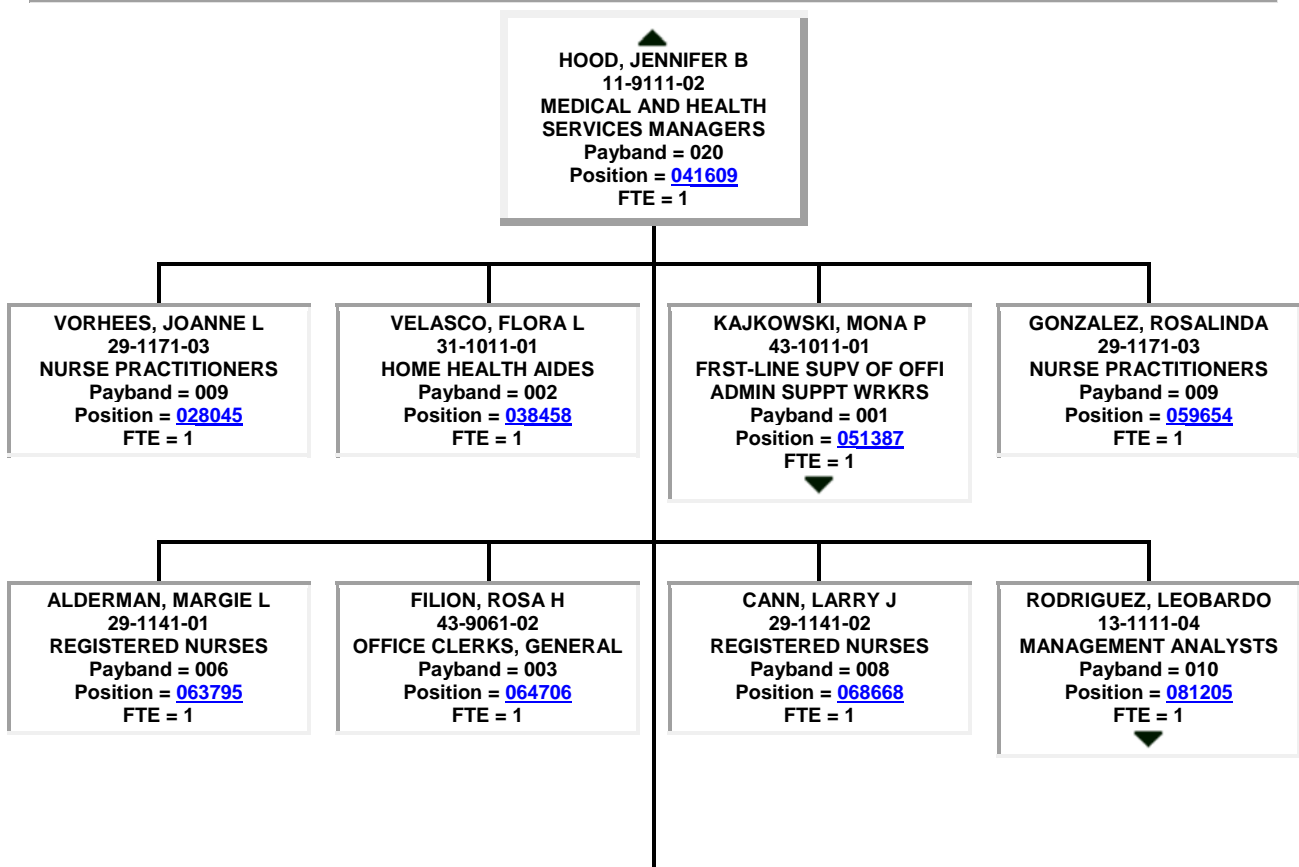 HOOD, JENNIFER B
11-9111-02
MEDICAL AND HEALTH
SERVICES MANAGERS
Payband = 020
Position = 041609
FTE = 1
VORHEES, JOANNE L
29-1171-03
NURSE PRACTITIONERS
Payband = 009
Position = 028045
FTE = 1
VELASCO, FLORA L
31-1011-01
HOME HEALTH AIDES
Payband = 002
Position = 038458
FTE = 1
KAJKOWSKI, MONA P
43-1011-01
FRST-LINE SUPV OF OFFI
ADMIN SUPPT WRKRS
Payband = 001
Position = 051387
FTE = 1
GONZALEZ, ROSALINDA
29-1171-03
NURSE PRACTITIONERS
Payband = 009
Position = 059654
FTE = 1
ALDERMAN, MARGIE L
29-1141-01
REGISTERED NURSES
Payband = 006
Position = 063795
FTE = 1
FILION, ROSA H
43-9061-02
OFFICE CLERKS, GENERAL
Payband = 003
Position = 064706
FTE = 1
CANN, LARRY J
29-1141-02
REGISTERED NURSES
Payband = 008
Position = 068668
FTE = 1
RODRIGUEZ, LEOBARDO
13-1111-04
MANAGEMENT ANALYSTS
Payband = 010
Position = 081205
FTE = 1